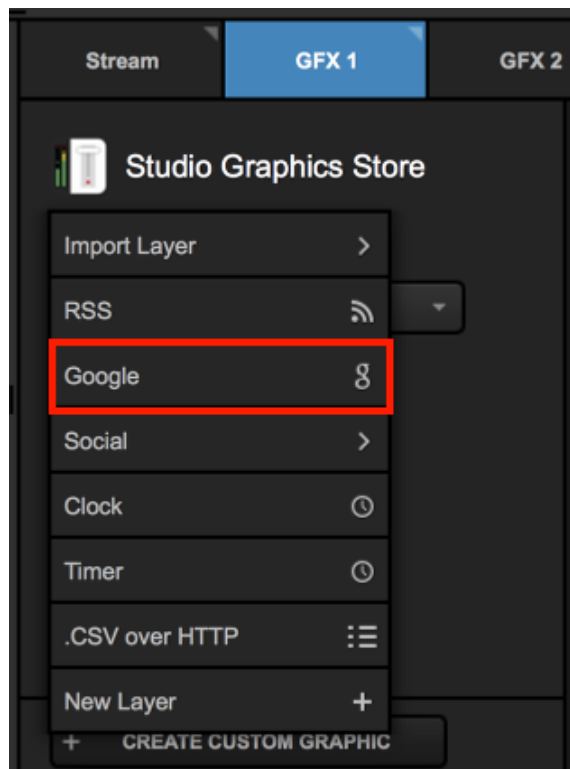 Stream GFX 1 GFX 2
Studio Graphics Store
Import Layer
RSS
Google
Social
Clock
Timer
.CSV over HTTP
New Layer +
+ CREATE CUSTOM GRAPHIC